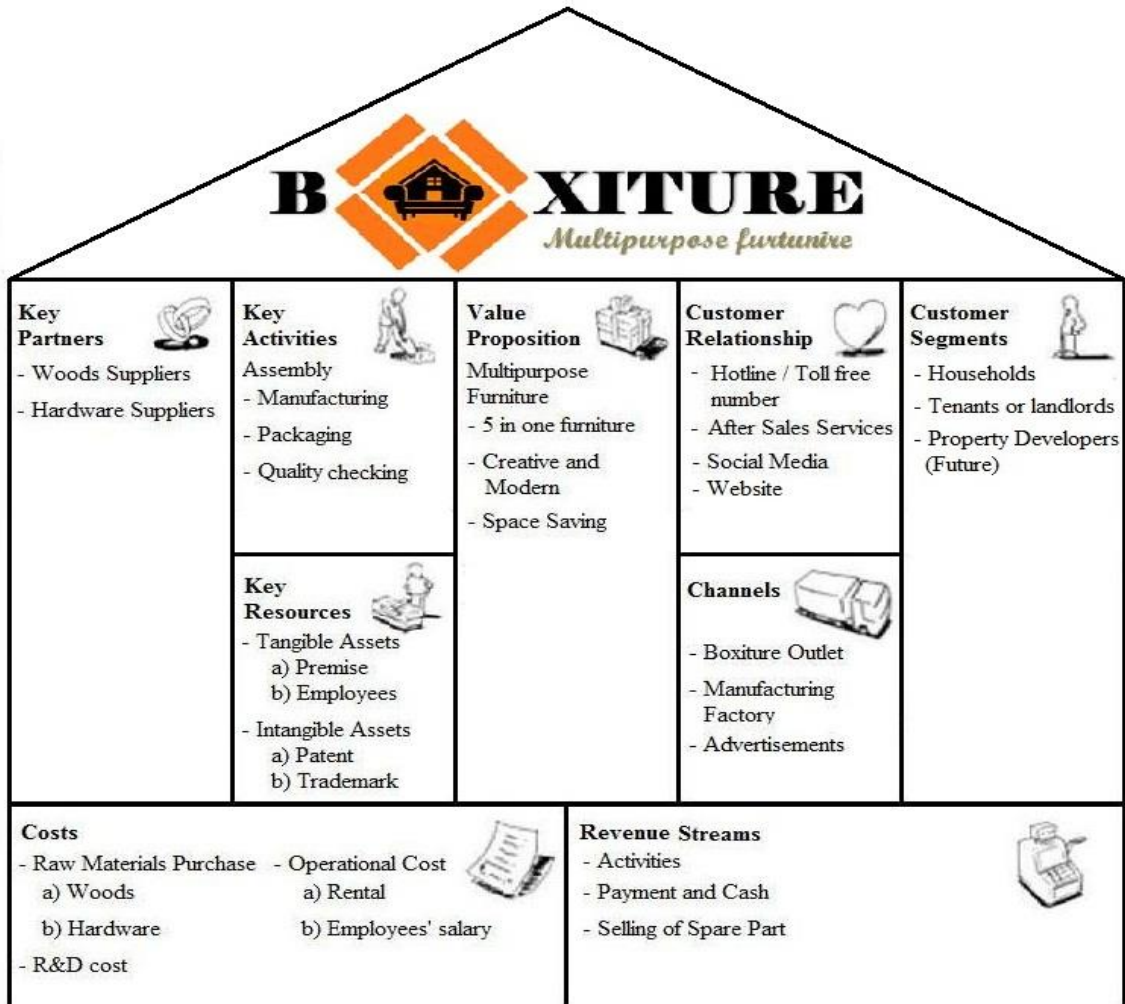 B XITURE
Multipurpose furtunire
Key
Partners
- Woods Suppliers
- Hardware Suppliers
Key
Activities
Assembly
- Manufacturing
- Packaging
- Quality checking
Key
Resources
- Tangible Assets
a) Premise
b) Employees
- Intangible Assets
a) Patent
b) Trademark
Value
Proposition
Multipurpose
Furniture
- 5 in one furniture
- Creative and
Modern
- Space Saving
Customer
Relationship
- Hotline / Toll free
number
- After Sales Services
- Social Media
- Website
Channels
- Boxiture Outlet
- Manufacturing
Factory
- Advertisements
Customer
Segments
- Households
- Tenants or landlords
- Property Developers
(Future)
Costs
- Raw Materials Purchase
a) Woods
b) Hardware
- R&D cost
- Operational Cost
a) Rental
b) Employees' salary
Revenue Streams
- Activities
- Payment and Cash
- Selling of Spare Part